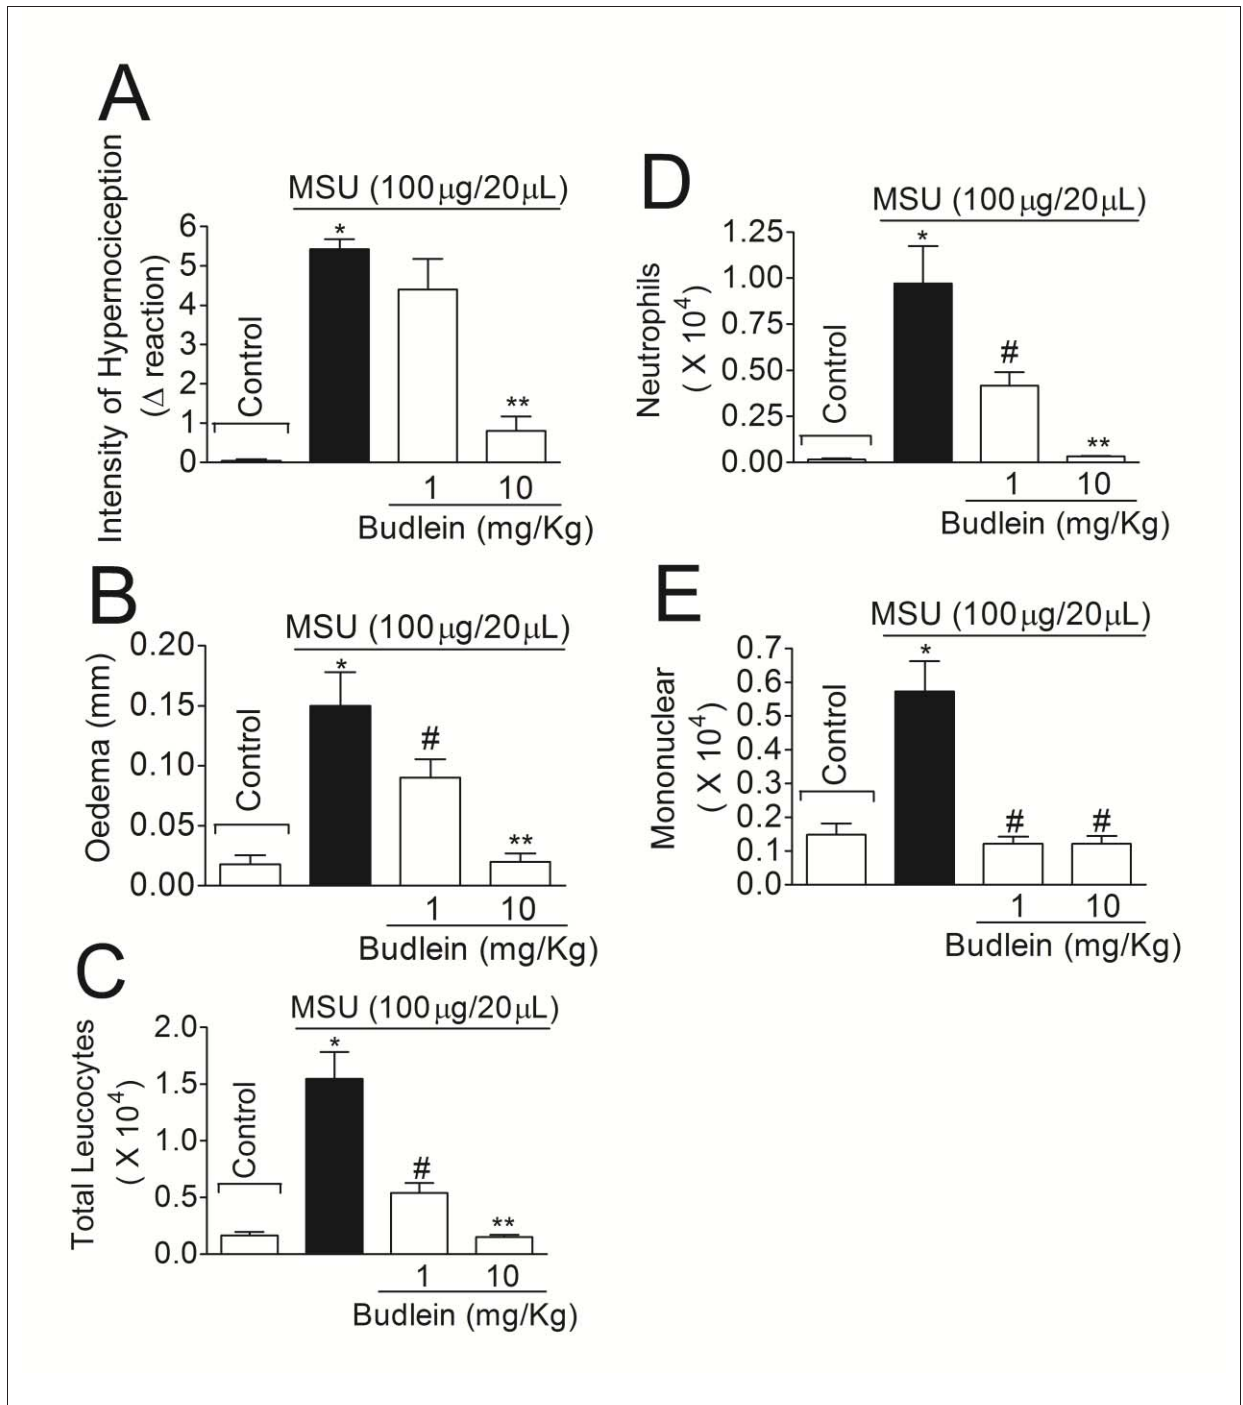 A
Intensity of Hypernociception
(Δ reaction)
MSU (100μg/20μL)
6
5
4
3
2
1
0
Control
*
**
1 10
Budlein (mg/Kg)
B
Oedema (mm)
MSU (100μg/20μL)
0.20
0.15
0.10
0.05
0.00
Control
*
#
**
1 10
Budlein (mg/Kg)
C
Total Leucocytes
( X 10⁴)
MSU (100μg/20μL)
2.0
1.5
1.0
0.5
0.0
Control
*
#
**
1 10
Budlein (mg/Kg)
D
Neutrophils
( X 10⁴)
MSU (100μg/20μL)
1.25
1.00
0.75
0.50
0.25
0.00
Control
*
#
**
1 10
Budlein (mg/Kg)
E
Mononuclear
( X 10⁴)
MSU (100μg/20μL)
0.7
0.6
0.5
0.4
0.3
0.2
0.1
0.0
Control
*
#
#
1 10
Budlein (mg/Kg)